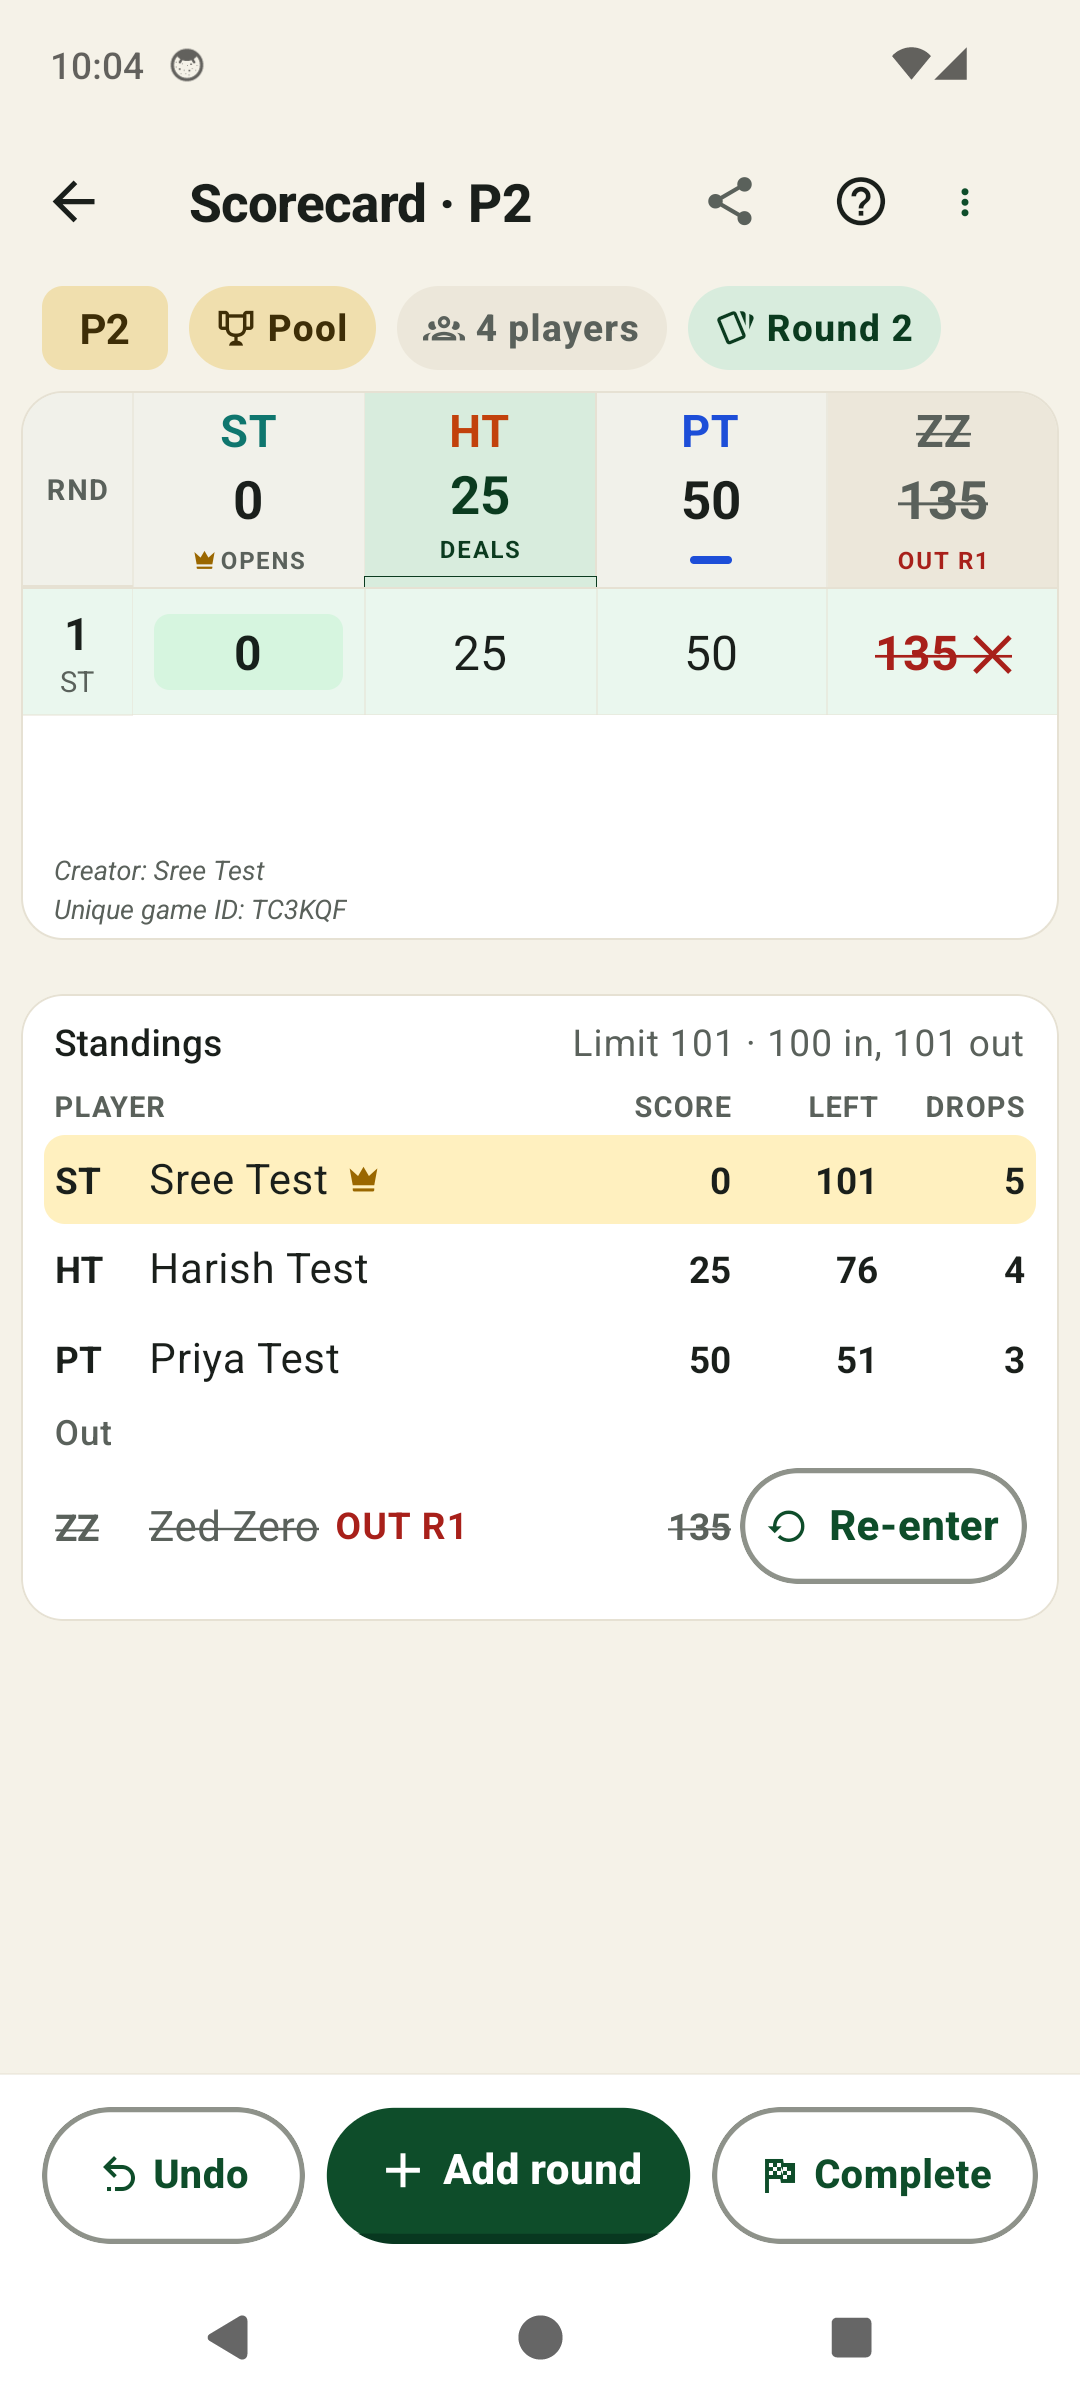 10:04
Scorecard · P2
P2 Pool 4 players Round 2
RND ST HT PT ZZ
0 25 50 135
OPENS DEALS OUT R1
1 0 25 50 135
ST
Creator: Sree Test
Unique game ID: TC3KQF
Standings Limit 101 · 100 in, 101 out
PLAYER SCORE LEFT DROPS
ST Sree Test 0 101 5
HT Harish Test 25 76 4
PT Priya Test 50 51 3
Out
ZZ Zed Zero OUT R1 135 Re-enter
Undo Add round Complete